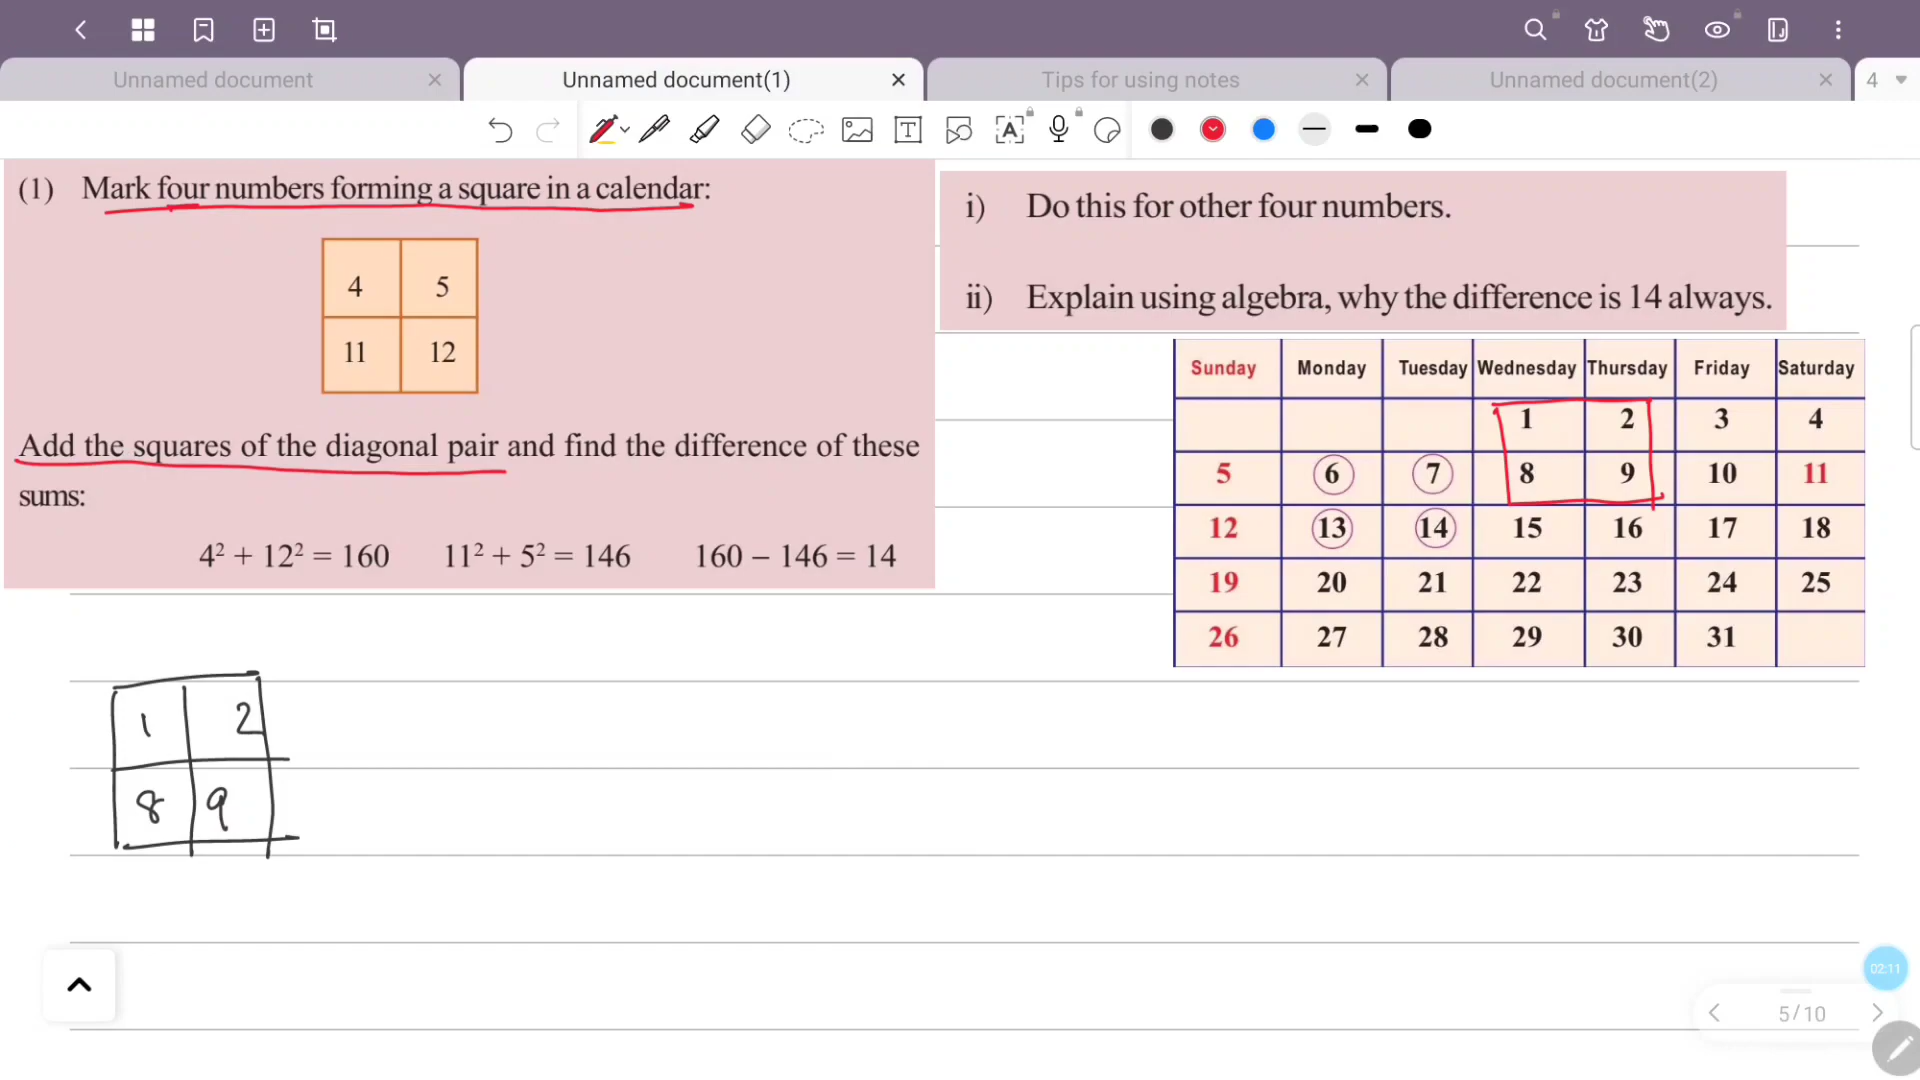 Unnamed document
Unnamed document(1)
Tips for using notes
Unnamed document(2)
4
(1) Mark four numbers forming a square in a calendar:
4 5
11 12
Add the squares of the diagonal pair and find the difference of these
sums:
4² + 12² = 160 11² + 5² = 146 160 − 146 = 14
i) Do this for other four numbers.
ii) Explain using algebra, why the difference is 14 always.
Sunday Monday Tuesday Wednesday Thursday Friday Saturday
1 2 3 4
5 6 7 8 9 10 11
12 13 14 15 16 17 18
19 20 21 22 23 24 25
26 27 28 29 30 31
1 2
8 9
02:11
5/10